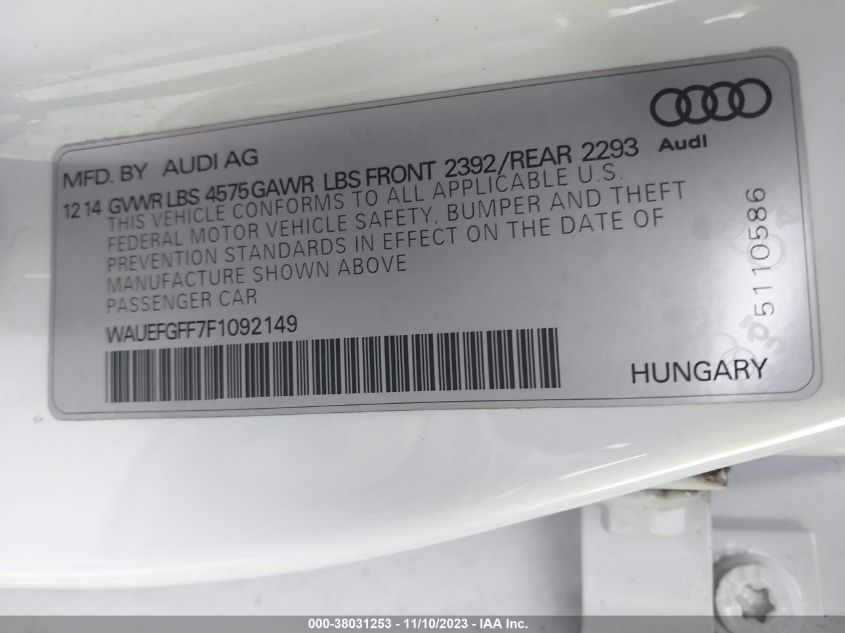 Audi
MFD. BY AUDI AG
12 14 GVWR LBS 4575 GAWR LBS FRONT 2392/REAR 2293
THIS VEHICLE CONFORMS TO ALL APPLICABLE U.S.
FEDERAL MOTOR VEHICLE SAFETY, BUMPER AND THEFT
PREVENTION STANDARDS IN EFFECT ON THE DATE OF
MANUFACTURE SHOWN ABOVE
PASSENGER CAR
WAUEFGFF7F1092149
5110586
HUNGARY
000-38031253 - 11/10/2023 - IAA Inc.